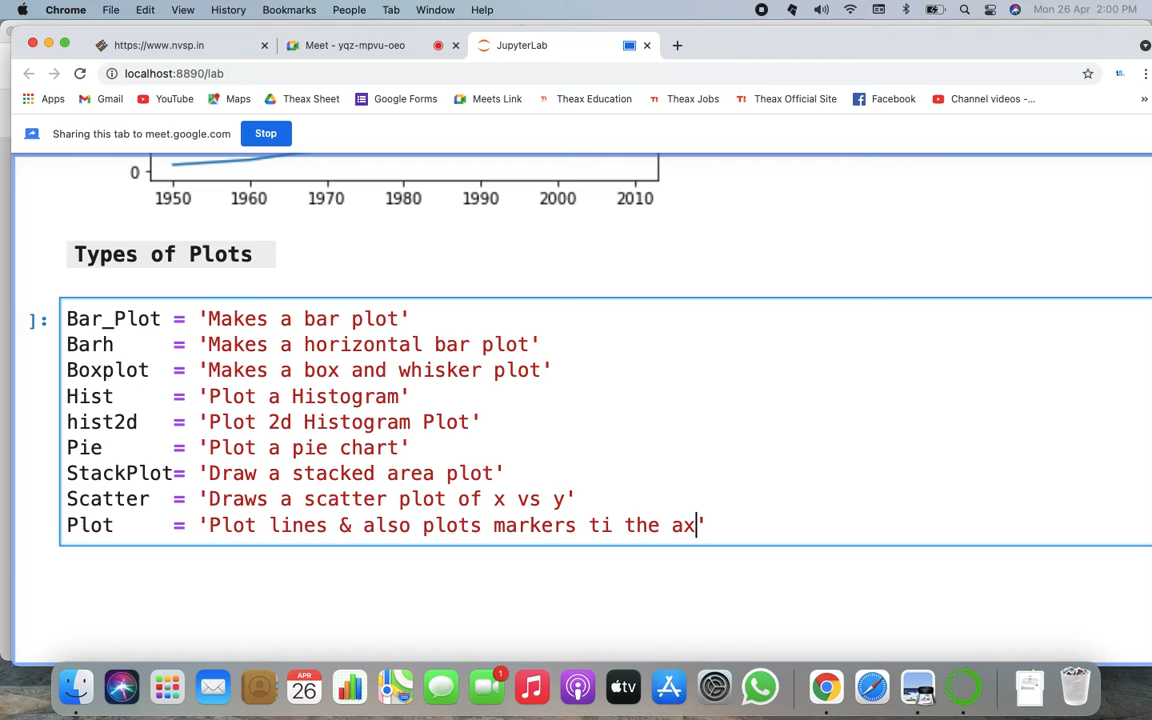 Chrome File Edit View History Bookmarks People Tab Window Help Mon 26 Apr 2:00 PM
https://www.nvsp.in Meet - yqz-mpvu-oeo JupyterLab
localhost:8890/lab
Apps Gmail YouTube Maps Theax Sheet Google Forms Meets Link Theax Education Theax Jobs Theax Official Site Facebook Channel videos -... »
Sharing this tab to meet.google.com Stop
0
1950 1960 1970 1980 1990 2000 2010
Types of Plots
]: Bar_Plot = 'Makes a bar plot'
Barh = 'Makes a horizontal bar plot'
Boxplot = 'Makes a box and whisker plot'
Hist = 'Plot a Histogram'
hist2d = 'Plot 2d Histogram Plot'
Pie = 'Plot a pie chart'
StackPlot= 'Draw a stacked area plot'
Scatter = 'Draws a scatter plot of x vs y'
Plot = 'Plot lines & also plots markers ti the ax'
APR
26
1
tv